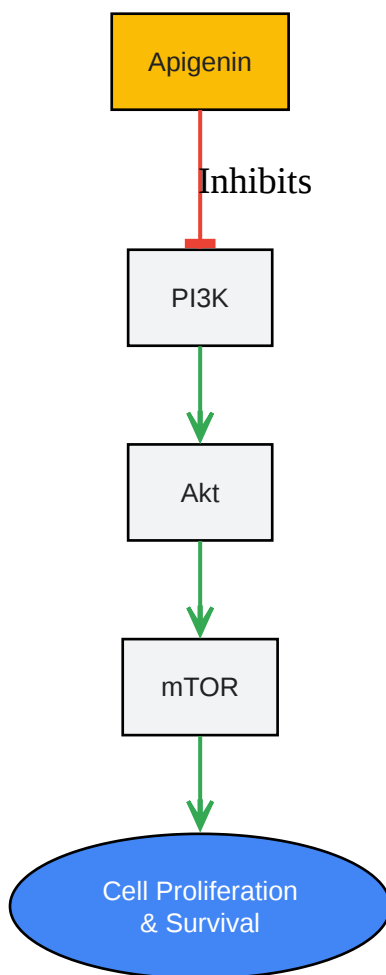 Apigenin
Inhibits
PI3K
Akt
mTOR
Cell Proliferation
& Survival